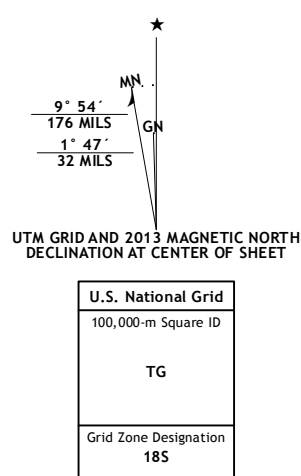 ★
MN
9° 54´
176 MILS
GN
1° 47´
32 MILS
UTM GRID AND 2013 MAGNETIC NORTH
DECLINATION AT CENTER OF SHEET
U.S. National Grid
100,000-m Square ID
TG
Grid Zone Designation
18S